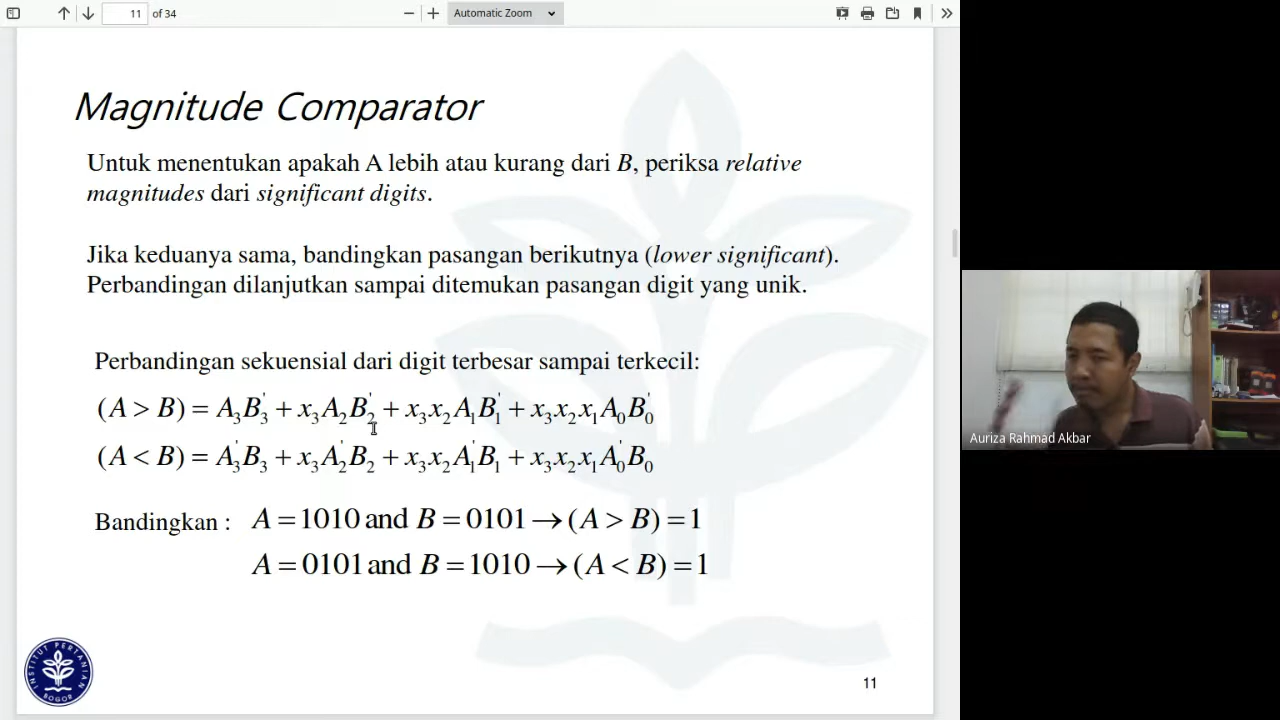 11 of 34
Automatic Zoom
Magnitude Comparator
Untuk menentukan apakah A lebih atau kurang dari B, periksa relative
magnitudes dari significant digits.
Jika keduanya sama, bandingkan pasangan berikutnya (lower significant).
Perbandingan dilanjutkan sampai ditemukan pasangan digit yang unik.
Perbandingan sekuensial dari digit terbesar sampai terkecil:
(A > B) = A₃B₃' + x₃A₂B₂' + x₃x₂A₁B₁' + x₃x₂x₁A₀B₀'
(A < B) = A₃'B₃ + x₃A₂'B₂ + x₃x₂A₁'B₁ + x₃x₂x₁A₀'B₀
Bandingkan : A = 1010 and B = 0101 → (A > B) = 1
A = 0101 and B = 1010 → (A < B) = 1
INSTITUT PERTANIAN
BOGOR
11
Auriza Rahmad Akbar